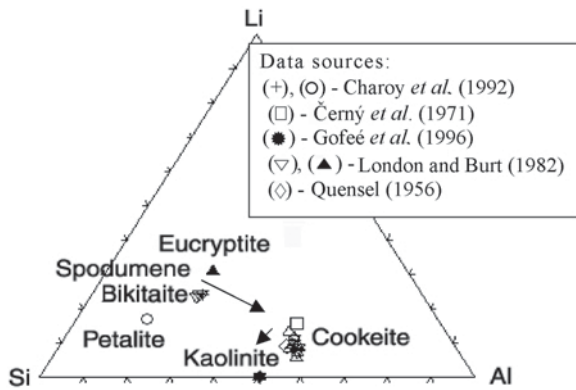 Li
Data sources:
(+), (○) - Charoy et al. (1992)
(□) - Černý et al. (1971)
(✹) - Gofeé et al. (1996)
(▽), (▲) - London and Burt (1982)
(◇) - Quensel (1956)
Eucryptite
Spodumene
Bikitaite
Petalite
Cookeite
Kaolinite
Si
Al